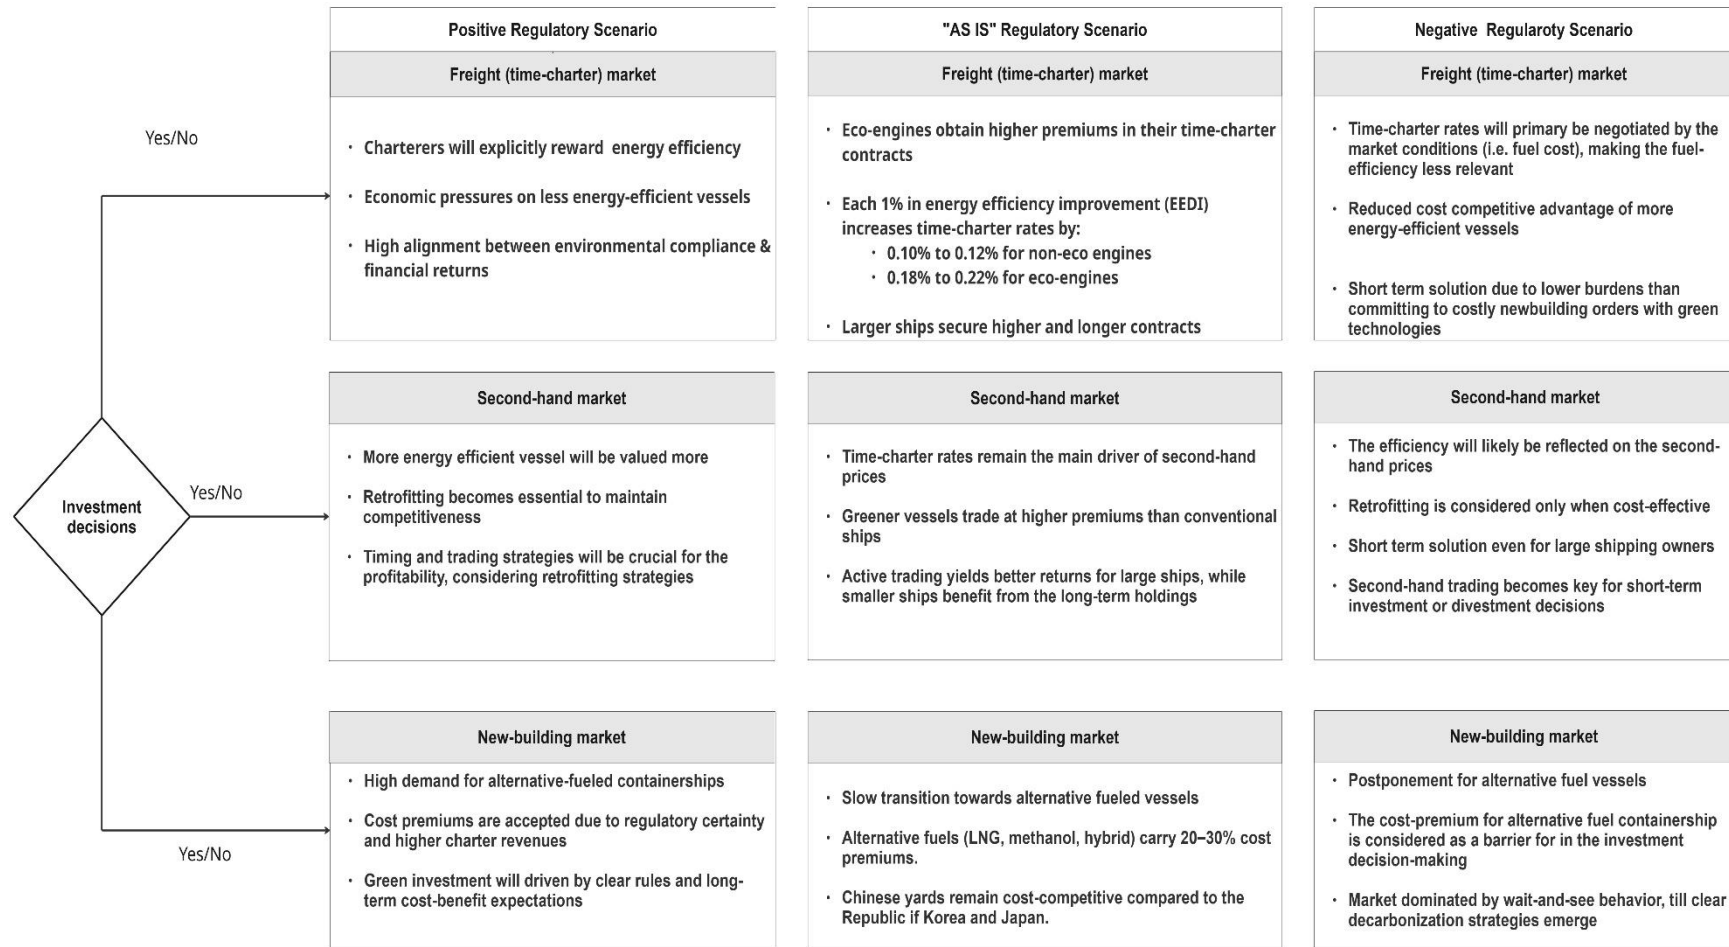 Positive Regulatory Scenario
"AS IS" Regulatory Scenario
Negative Regularoty Scenario
Freight (time-charter) market
Freight (time-charter) market
Freight (time-charter) market
Yes/No
· Charterers will explicitly reward energy efficiency
· Economic pressures on less energy-efficient vessels
· High alignment between environmental compliance &
financial returns
· Eco-engines obtain higher premiums in their time-charter
contracts
· Each 1% in energy efficiency improvement (EEDI)
increases time-charter rates by:
· 0.10% to 0.12% for non-eco engines
· 0.18% to 0.22% for eco-engines
· Larger ships secure higher and longer contracts
· Time-charter rates will primary be negotiated by the
market conditions (i.e. fuel cost), making the fuel-
efficiency less relevant
· Reduced cost competitive advantage of more
energy-efficient vessels
· Short term solution due to lower burdens than
committing to costly newbuilding orders with green
technologies
Investment
decisions
Yes/No
Second-hand market
· More energy efficient vessel will be valued more
· Retrofitting becomes essential to maintain
competitiveness
· Timing and trading strategies will be crucial for the
profitability, considering retrofitting strategies
Second-hand market
· Time-charter rates remain the main driver of second-hand
prices
· Greener vessels trade at higher premiums than conventional
ships
· Active trading yields better returns for large ships, while
smaller ships benefit from the long-term holdings
Second-hand market
· The efficiency will likely be reflected on the second-
hand prices
· Retrofitting is considered only when cost-effective
· Short term solution even for large shipping owners
· Second-hand trading becomes key for short-term
investment or divestment decisions
Yes/No
New-building market
· High demand for alternative-fueled containerships
· Cost premiums are accepted due to regulatory certainty
and higher charter revenues
· Green investment will driven by clear rules and long-
term cost-benefit expectations
New-building market
· Slow transition towards alternative fueled vessels
· Alternative fuels (LNG, methanol, hybrid) carry 20–30% cost
premiums.
· Chinese yards remain cost-competitive compared to the
Republic if Korea and Japan.
New-building market
· Postponement for alternative fuel vessels
· The cost-premium for alternative fuel containership
is considered as a barrier for in the investment
decision-making
· Market dominated by wait-and-see behavior, till clear
decarbonization strategies emerge